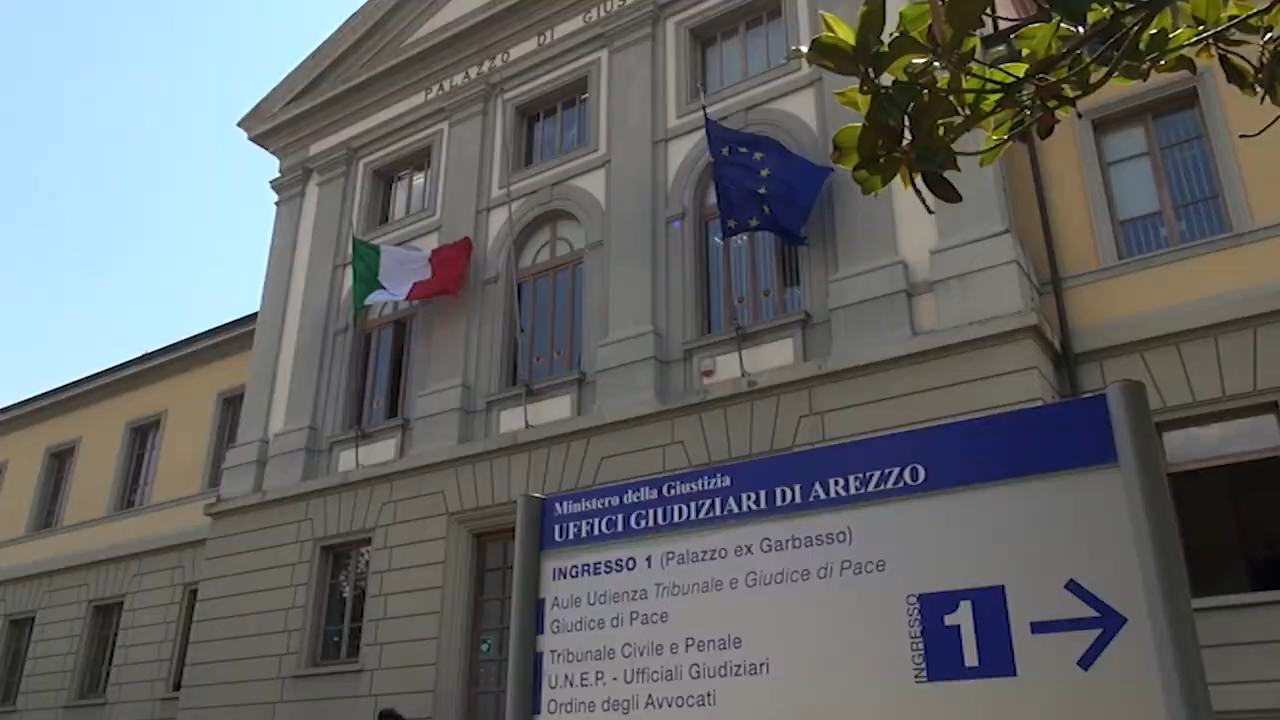 PALAZZO DI GIUS
Ministero della Giustizia
UFFICI GIUDIZIARI DI AREZZO
INGRESSO 1 (Palazzo ex Garbasso)
Aule Udienza Tribunale e Giudice di Pace
Giudice di Pace
Tribunale Civile e Penale
U.N.E.P. - Ufficiali Giudiziari
Ordine degli Avvocati
INGRESSO
1